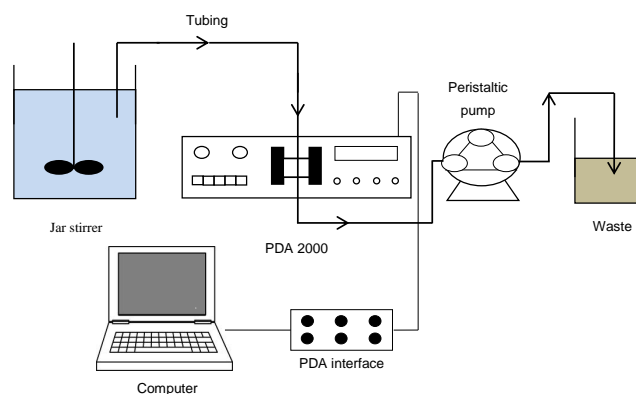 Tubing
Peristaltic
pump
Jar stirrer
PDA 2000
Waste
PDA interface
Computer